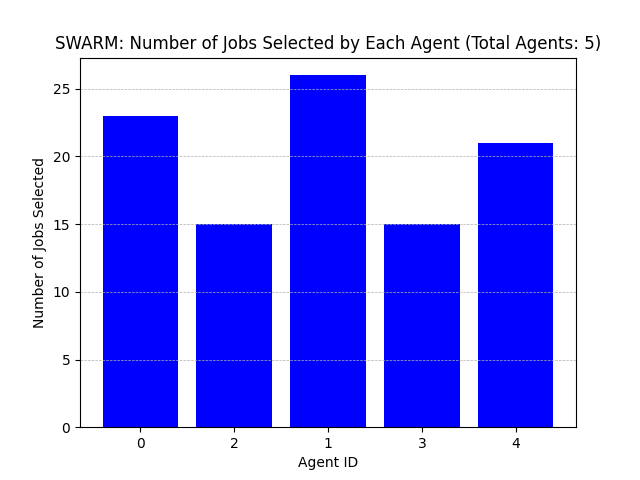 SWARM: Number of Jobs Selected by Each Agent (Total Agents: 5)
Number of Jobs Selected
25
20
15
10
5
0
0 2 1 3 4
Agent ID